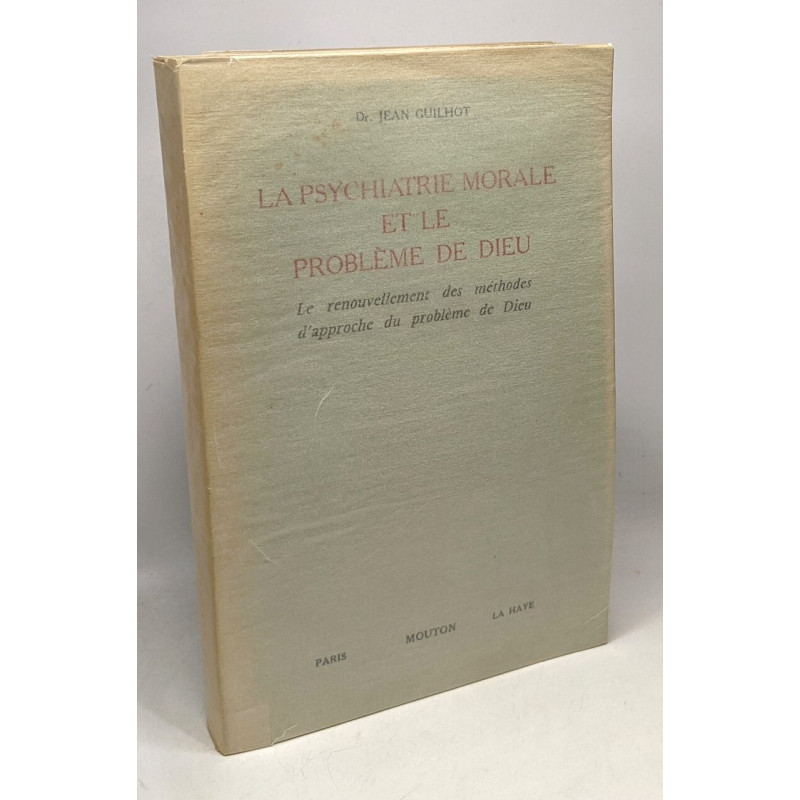 Dr. JEAN GUILHOT
LA PSYCHIATRIE MORALE
ET LE
PROBLÈME DE DIEU
Le renouvellement des méthodes
d'approche du problème de Dieu
PARIS MOUTON LA HAYE